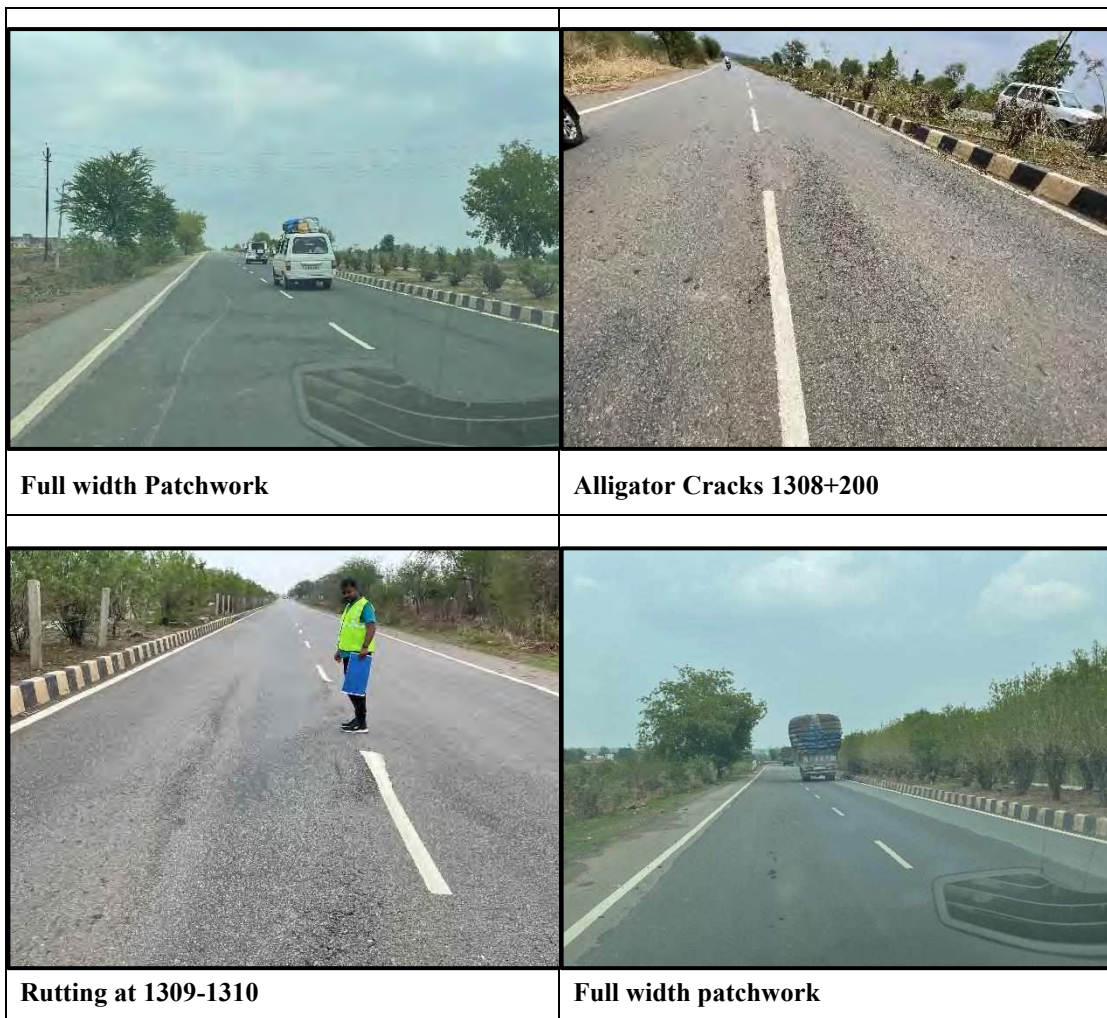 Full width Patchwork
Alligator Cracks 1308+200
Rutting at 1309-1310
Full width patchwork